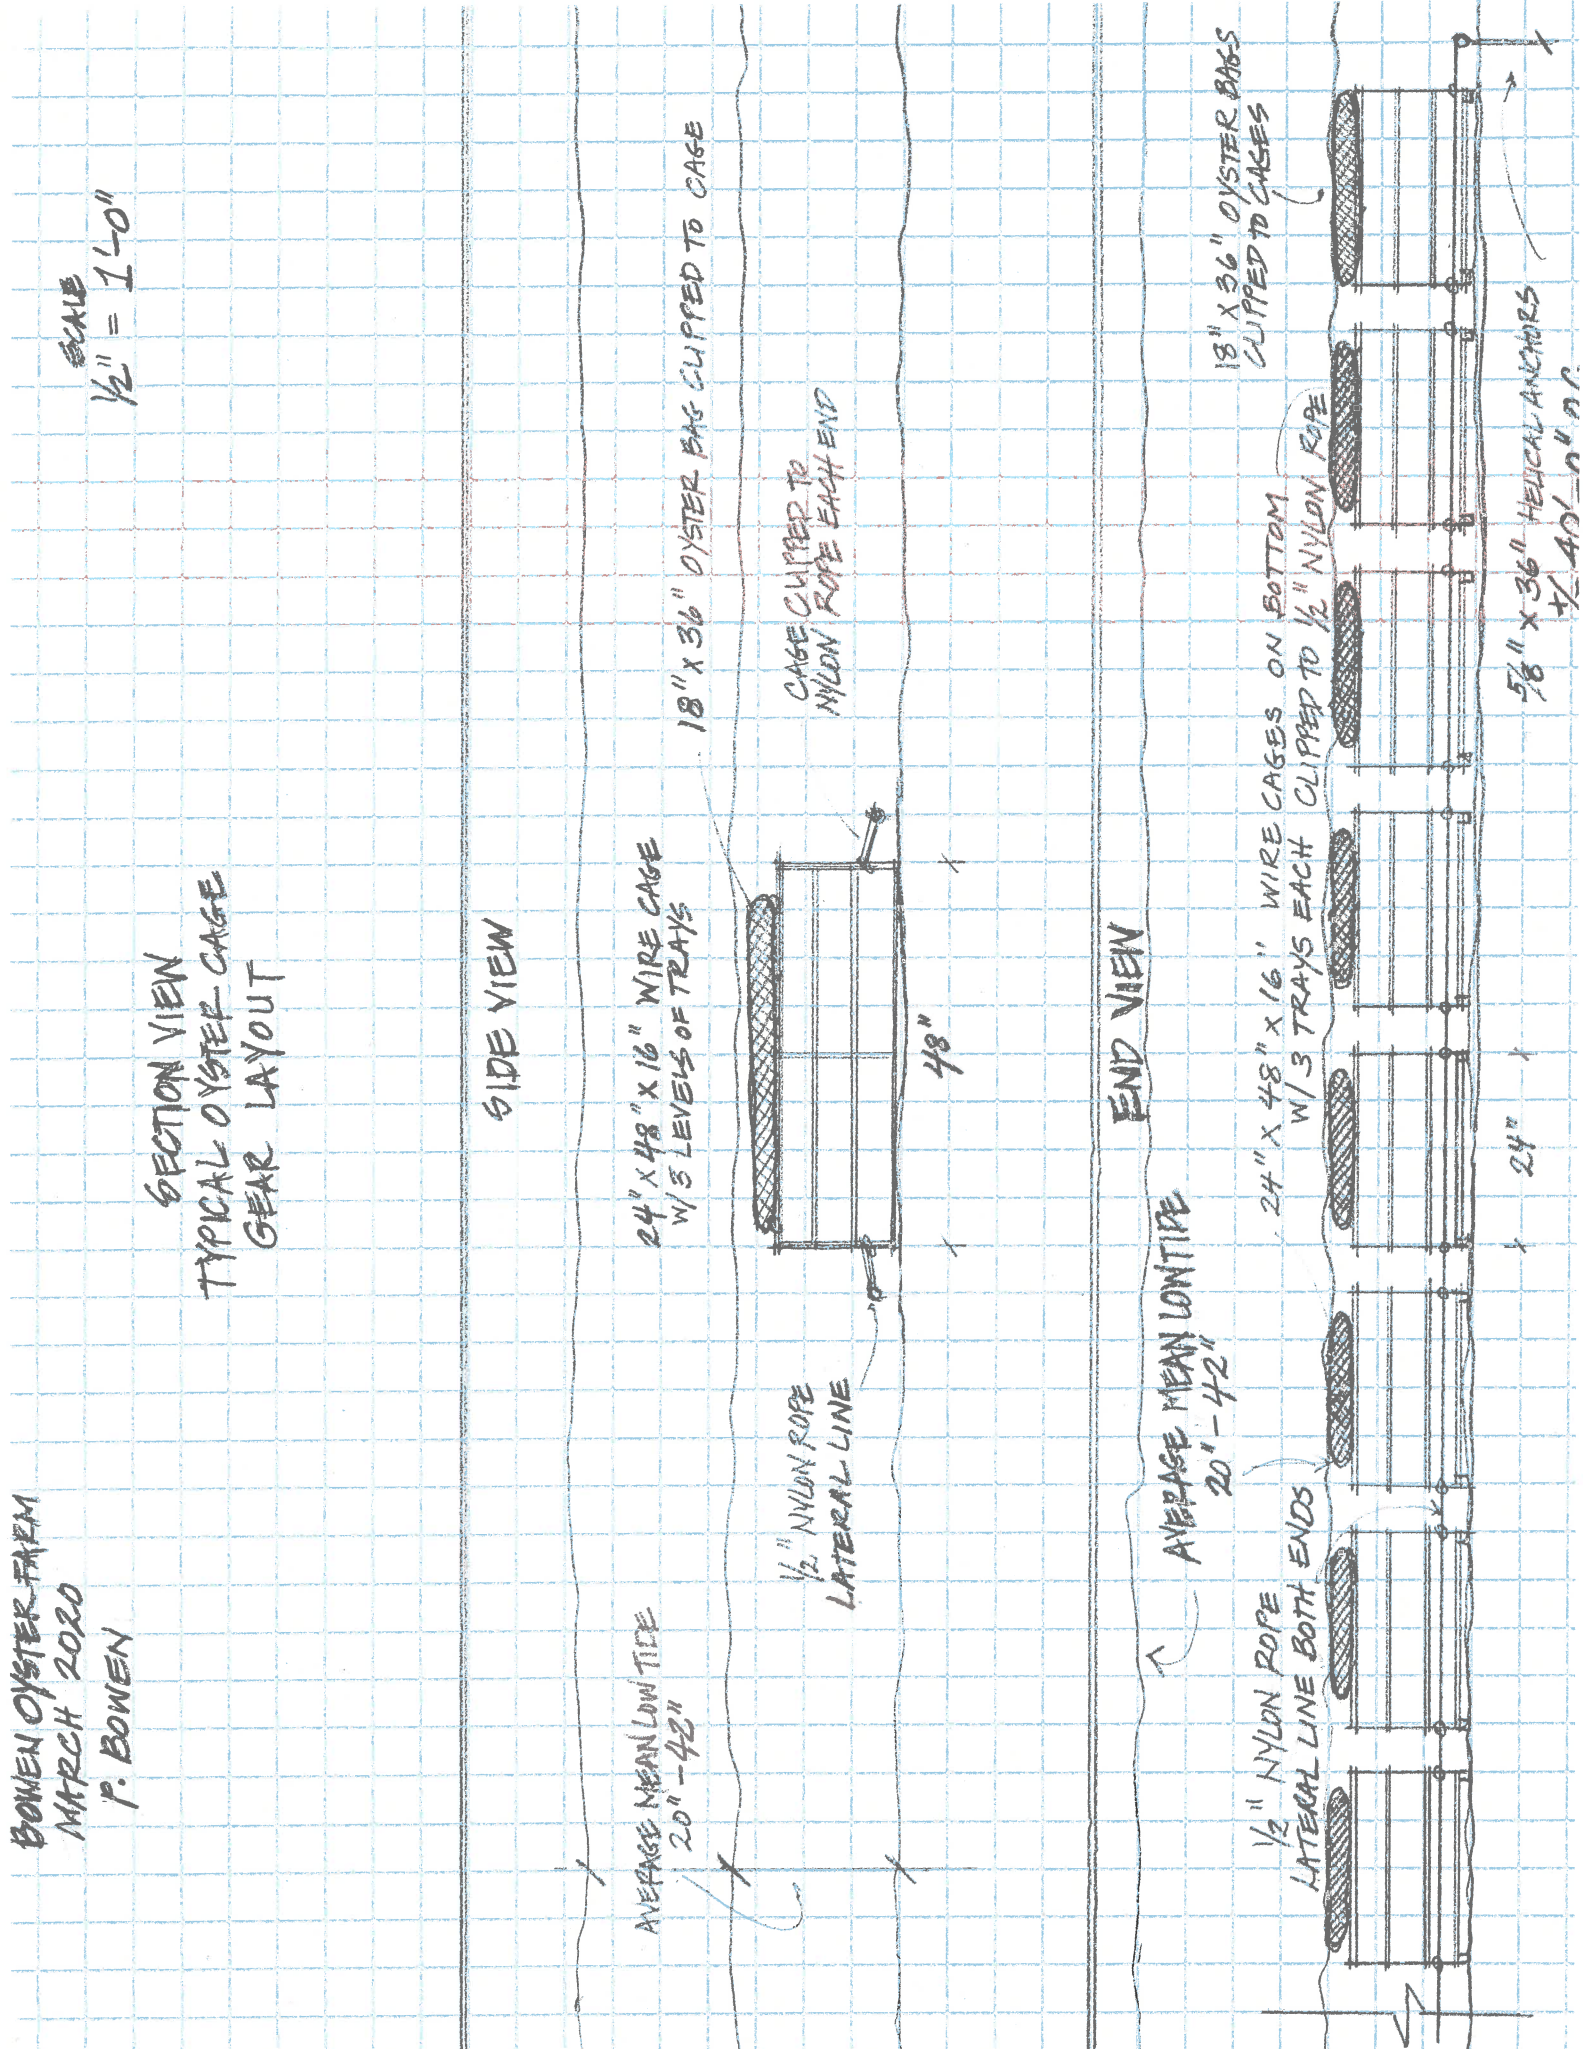 BOWEN OYSTER FARM
MARCH 2020
P. BOWEN
SECTION VIEW
TYPICAL OYSTER CAGE
GEAR LAYOUT
SCALE
1/2" = 1'-0"
SIDE VIEW
AVERAGE MEAN LOW TIDE
20" - 42"
24" X 48" X 16" WIRE CAGE
W/ 3 LEVELS OF TRAYS
18" X 36" OYSTER BAG CLIPPED TO CAGE
1/2" NYLON ROPE
LATERAL LINE
CAGE CLIPPED TO
NYLON ROPE EACH END
48"
END VIEW
AVERAGE MEAN LOW TIDE
20" - 42"
1/2" NYLON ROPE
LATERAL LINE BOTH ENDS
24" X 48" X 16" WIRE CAGES ON BOTTOM
W/ 3 TRAYS EACH CLIPPED TO 1/2" NYLON ROPE
18" X 36" OYSTER BAGS
CLIPPED TO CAGES
24"
5/8" X 36" HELICAL ANCHORS
+/- 40'-0" O.C.